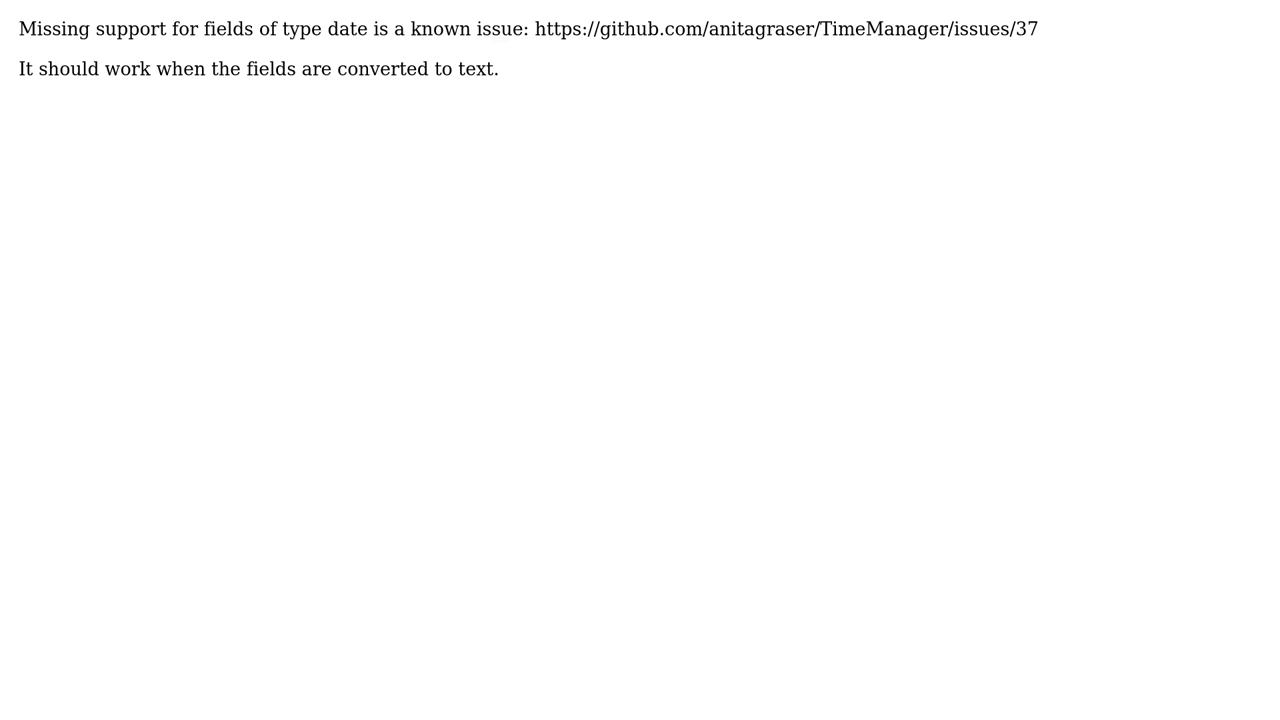 Missing support for fields of type date is a known issue: https://github.com/anitagraser/TimeManager/issues/37
It should work when the fields are converted to text.